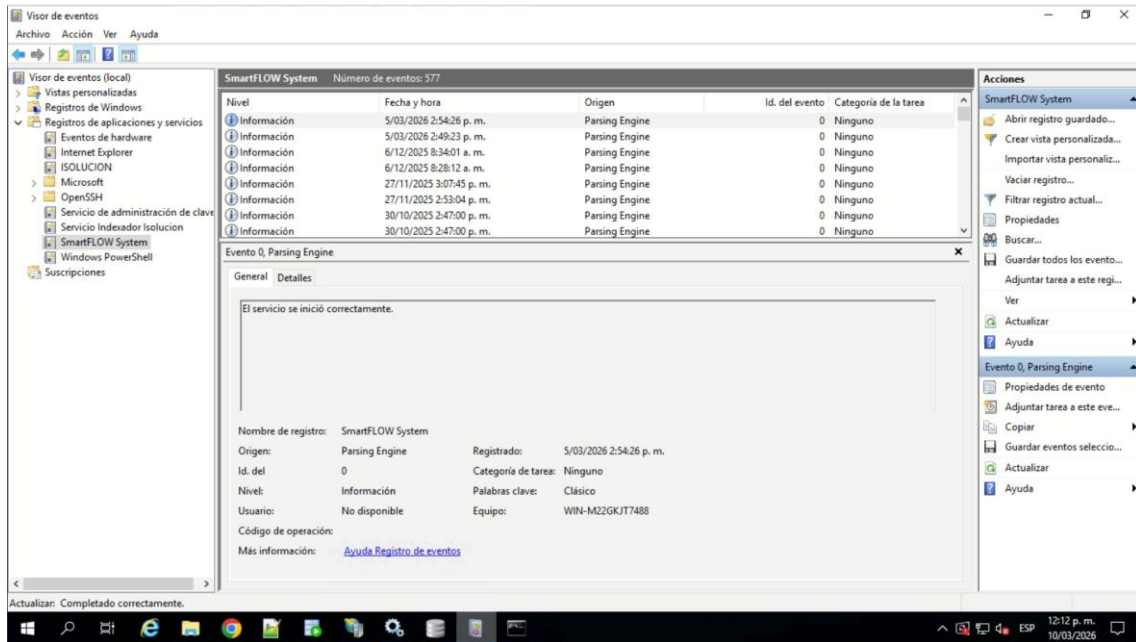 Visor de eventos
Archivo Acción Ver Ayuda
Visor de eventos (local)
Vistas personalizadas
Registros de Windows
Registros de aplicaciones y servicios
Eventos de hardware
Internet Explorer
ISOLUCION
Microsoft
OpenSSH
Servicio de administración de clave
Servicio Indexador Isolucion
SmartFLOW System
Windows PowerShell
Suscripciones
SmartFLOW System Número de eventos: 577
Nivel Fecha y hora Origen Id. del evento Categoría de la tarea
Información 5/03/2026 2:54:26 p. m. Parsing Engine 0 Ninguno
Información 5/03/2026 2:49:23 p. m. Parsing Engine 0 Ninguno
Información 6/12/2025 8:34:01 a. m. Parsing Engine 0 Ninguno
Información 6/12/2025 8:28:12 a. m. Parsing Engine 0 Ninguno
Información 27/11/2025 3:07:45 p. m. Parsing Engine 0 Ninguno
Información 27/11/2025 2:53:04 p. m. Parsing Engine 0 Ninguno
Información 30/10/2025 2:47:00 p. m. Parsing Engine 0 Ninguno
Información 30/10/2025 2:47:00 p. m. Parsing Engine 0 Ninguno
Evento 0, Parsing Engine
General Detalles
El servicio se inició correctamente.
Nombre de registro: SmartFLOW System
Origen: Parsing Engine Registrado: 5/03/2026 2:54:26 p. m.
Id. del 0 Categoría de tarea: Ninguno
Nivel: Información Palabras clave: Clásico
Usuario: No disponible Equipo: WIN-M22GKJT7488
Código de operación:
Más información: Ayuda Registro de eventos
Acciones
SmartFLOW System
Abrir registro guardado...
Crear vista personalizada...
Importar vista personaliz...
Vaciar registro...
Filtrar registro actual...
Propiedades
Buscar...
Guardar todos los evento...
Adjuntar tarea a este regi...
Ver
Actualizar
Ayuda
Evento 0, Parsing Engine
Propiedades de evento
Adjuntar tarea a este eve...
Copiar
Guardar eventos seleccio...
Actualizar
Ayuda
Actualizar: Completado correctamente.
ESP 12:12 p. m.
10/03/2026